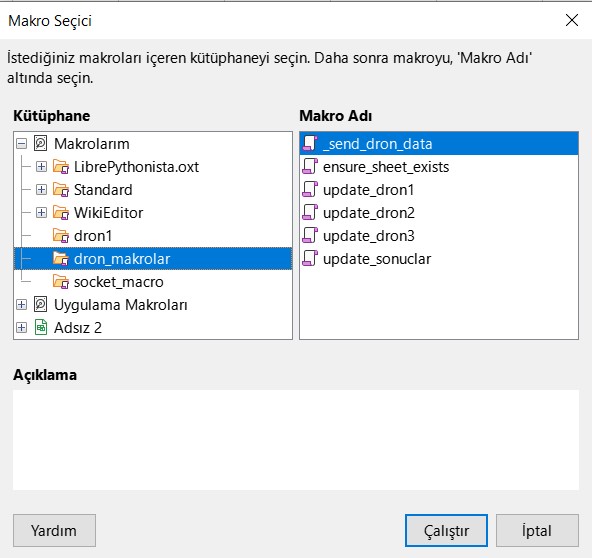 Makro Seçici
İstediğiniz makroları içeren kütüphaneyi seçin. Daha sonra makroyu, 'Makro Adı'
altında seçin.
Kütüphane
Makrolarım
LibrePythonista.oxt
Standard
WikiEditor
dron1
dron_makrolar
socket_macro
Uygulama Makroları
Adsız 2
Makro Adı
_send_dron_data
ensure_sheet_exists
update_dron1
update_dron2
update_dron3
update_sonuclar
Açıklama
Yardım
Çalıştır
İptal